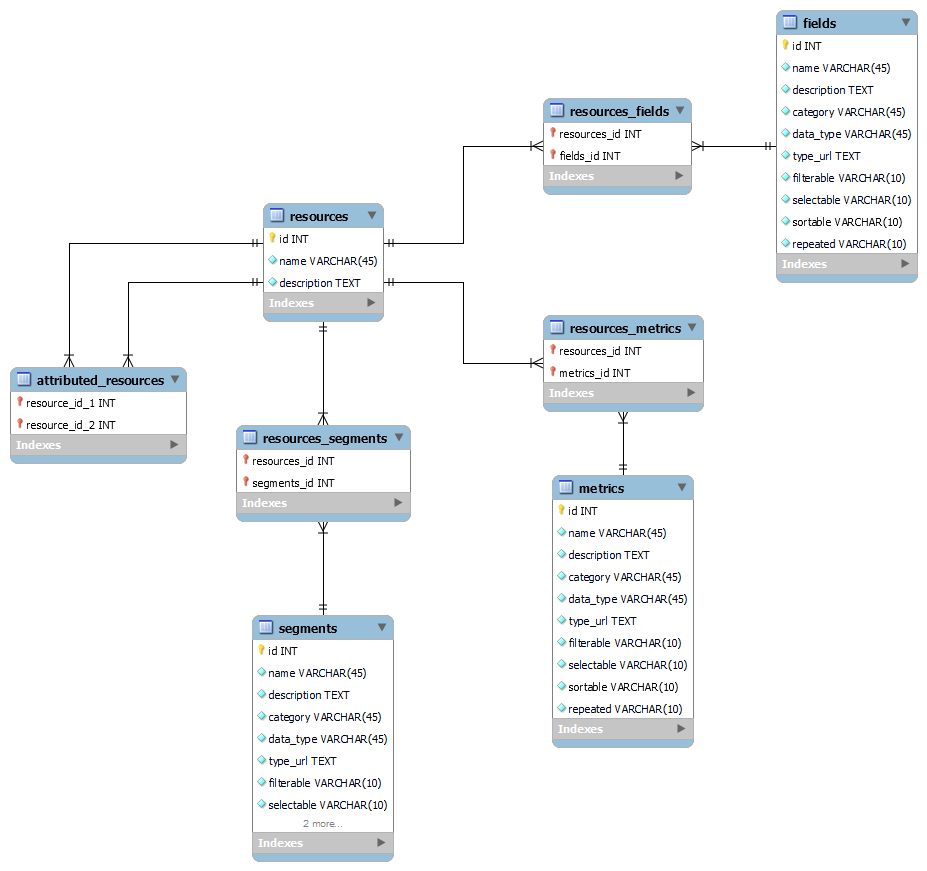 fields
id INT
name VARCHAR(45)
description TEXT
category VARCHAR(45)
data_type VARCHAR(45)
type_url TEXT
filterable VARCHAR(10)
selectable VARCHAR(10)
sortable VARCHAR(10)
repeated VARCHAR(10)
Indexes
resources_fields
resources_id INT
fields_id INT
Indexes
resources
id INT
name VARCHAR(45)
description TEXT
Indexes
resources_metrics
resources_id INT
metrics_id INT
Indexes
attributed_resources
resource_id_1 INT
resource_id_2 INT
Indexes
resources_segments
resources_id INT
segments_id INT
Indexes
metrics
id INT
name VARCHAR(45)
description TEXT
category VARCHAR(45)
data_type VARCHAR(45)
type_url TEXT
filterable VARCHAR(10)
selectable VARCHAR(10)
sortable VARCHAR(10)
repeated VARCHAR(10)
Indexes
segments
id INT
name VARCHAR(45)
description TEXT
category VARCHAR(45)
data_type VARCHAR(45)
type_url TEXT
filterable VARCHAR(10)
selectable VARCHAR(10)
2 more...
Indexes